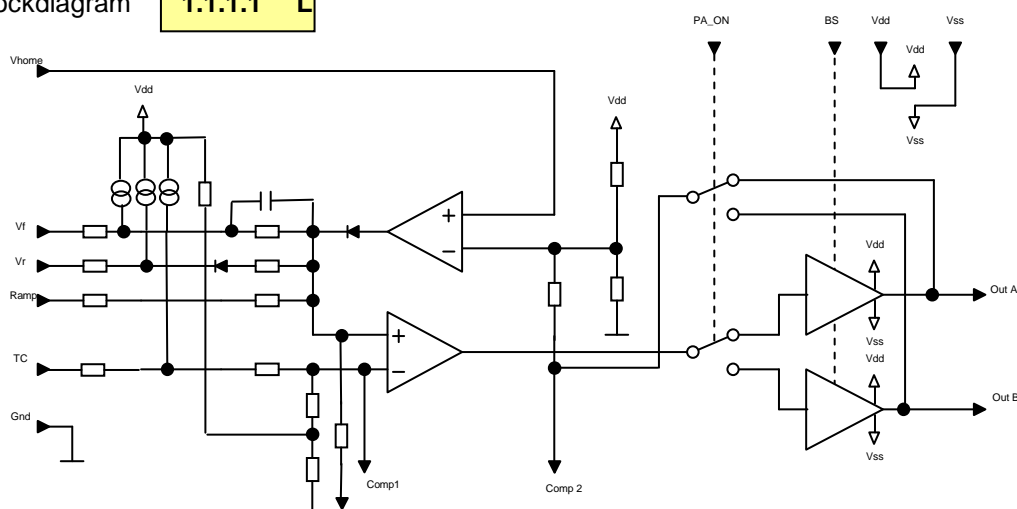 ockdiagram
1.1.1.1 L
PA_ON
BS
Vdd
Vss
Vdd
Vss
Vhome
Vdd
Vdd
Vf
Vr
Ramp
TC
Gnd
+
−
+
−
Comp1
Comp 2
Vdd
Vss
Vdd
Vss
Out A
Out B